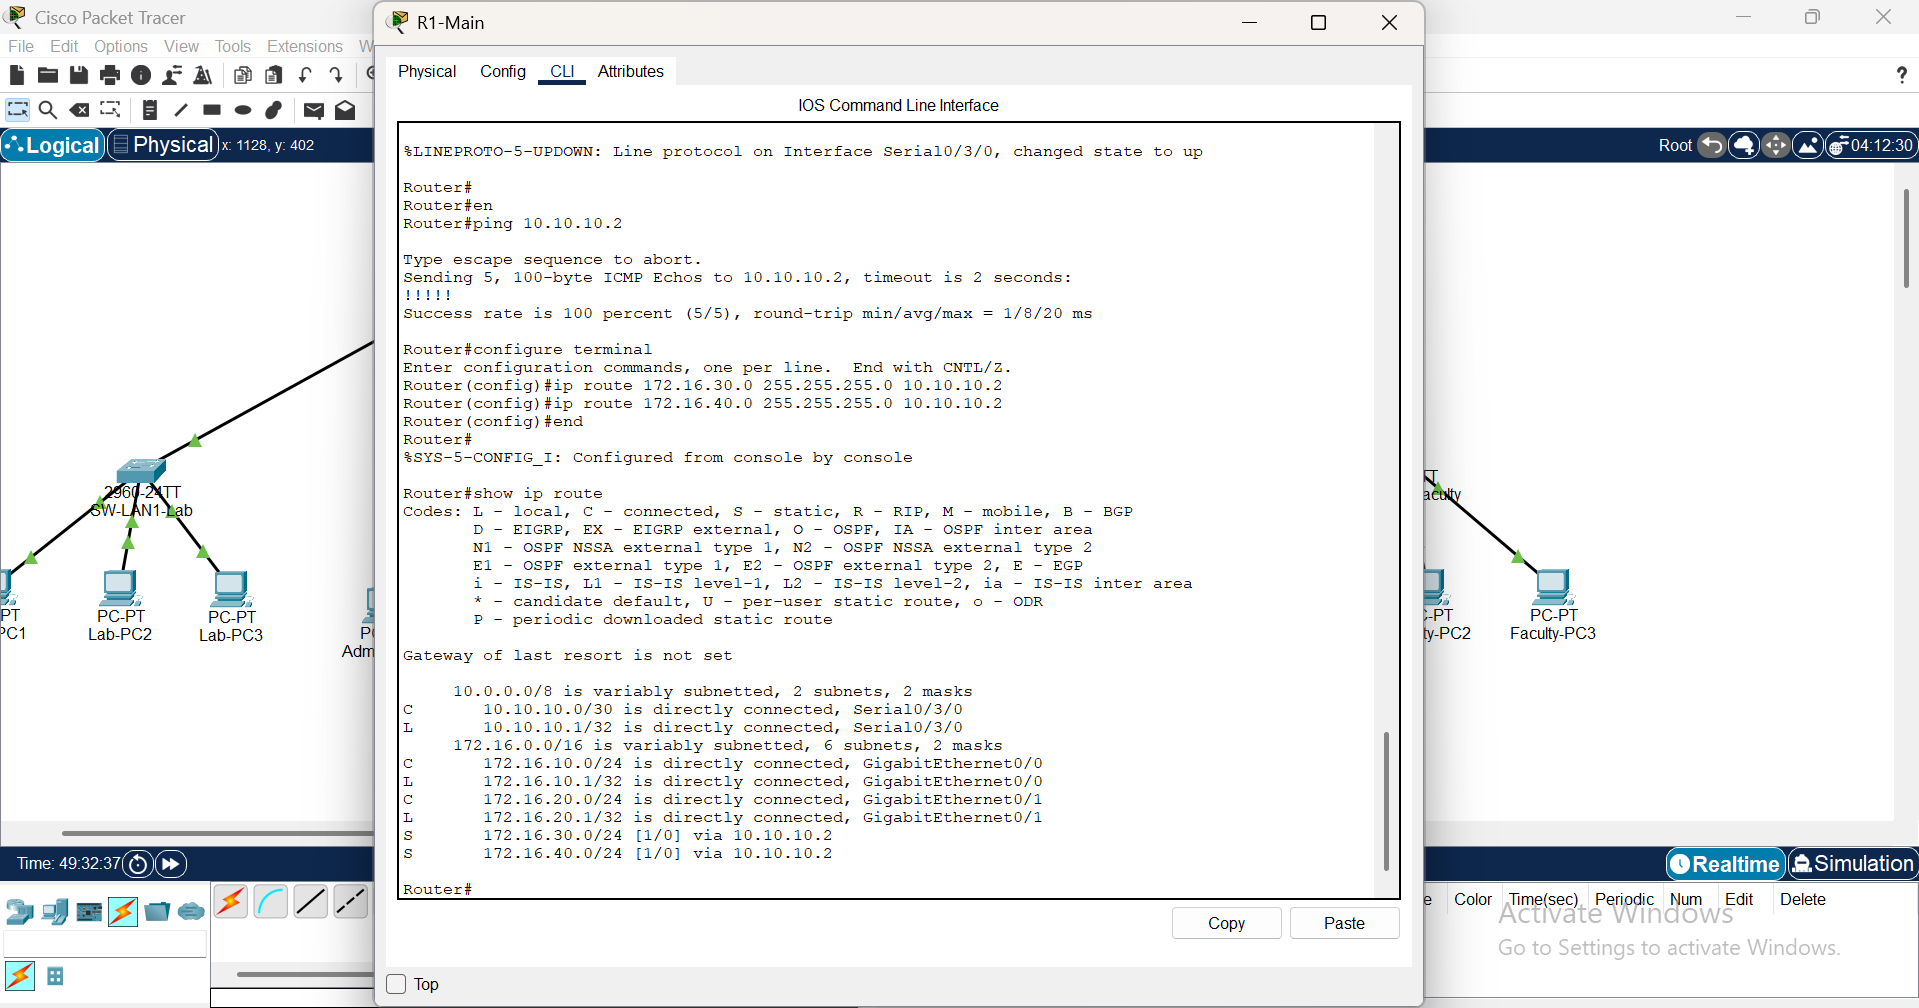 Cisco Packet Tracer
File Edit Options View Tools Extensions
Logical Physical x: 1128, y: 402
R1-Main
Physical Config CLI Attributes
IOS Command Line Interface
%LINEPROTO-5-UPDOWN: Line protocol on Interface Serial0/3/0, changed state to up
Router#
Router#en
Router#ping 10.10.10.2
Type escape sequence to abort.
Sending 5, 100-byte ICMP Echos to 10.10.10.2, timeout is 2 seconds:
!!!!!
Success rate is 100 percent (5/5), round-trip min/avg/max = 1/8/20 ms
Router#configure terminal
Enter configuration commands, one per line.  End with CNTL/Z.
Router(config)#ip route 172.16.30.0 255.255.255.0 10.10.10.2
Router(config)#ip route 172.16.40.0 255.255.255.0 10.10.10.2
Router(config)#end
Router#
%SYS-5-CONFIG_I: Configured from console by console
Router#show ip route
Codes: L - local, C - connected, S - static, R - RIP, M - mobile, B - BGP
D - EIGRP, EX - EIGRP external, O - OSPF, IA - OSPF inter area
N1 - OSPF NSSA external type 1, N2 - OSPF NSSA external type 2
E1 - OSPF external type 1, E2 - OSPF external type 2, E - EGP
i - IS-IS, L1 - IS-IS level-1, L2 - IS-IS level-2, ia - IS-IS inter area
* - candidate default, U - per-user static route, o - ODR
P - periodic downloaded static route
Gateway of last resort is not set
10.0.0.0/8 is variably subnetted, 2 subnets, 2 masks
C 10.10.10.0/30 is directly connected, Serial0/3/0
L 10.10.10.1/32 is directly connected, Serial0/3/0
172.16.0.0/16 is variably subnetted, 6 subnets, 2 masks
C 172.16.10.0/24 is directly connected, GigabitEthernet0/0
L 172.16.10.1/32 is directly connected, GigabitEthernet0/0
C 172.16.20.0/24 is directly connected, GigabitEthernet0/1
L 172.16.20.1/32 is directly connected, GigabitEthernet0/1
S 172.16.30.0/24 [1/0] via 10.10.10.2
S 172.16.40.0/24 [1/0] via 10.10.10.2
Router#
Copy Paste
Top
2960-24TT
SW-LAN1-Lab
PT
PC1
PC-PT
Lab-PC2
PC-PT
Lab-PC3
Adm
Time: 49:32:37
?
Root 04:12:30
aculty
-PT
ty-PC2
PC-PT
Faculty-PC3
Realtime Simulation
e Color Time(sec) Periodic Num Edit Delete
Activate Windows
Go to Settings to activate Windows.